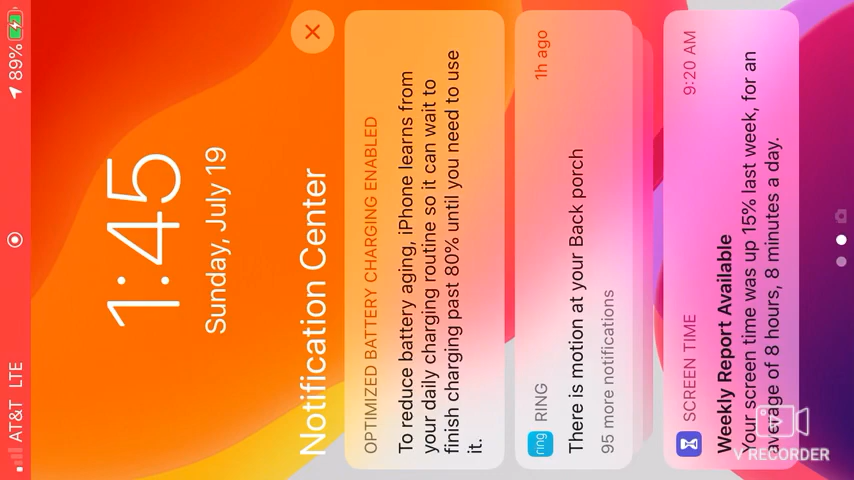 AT&T LTE
89%
1:45
Sunday, July 19
Notification Center
OPTIMIZED BATTERY CHARGING ENABLED
To reduce battery aging, iPhone learns from
your daily charging routine so it can wait to
finish charging past 80% until you need to use
it.
ring RING 1h ago
There is motion at your Back porch
95 more notifications
SCREEN TIME 9:20 AM
Weekly Report Available
Your screen time was up 15% last week, for an
average of 8 hours, 8 minutes a day.
V RECORDER